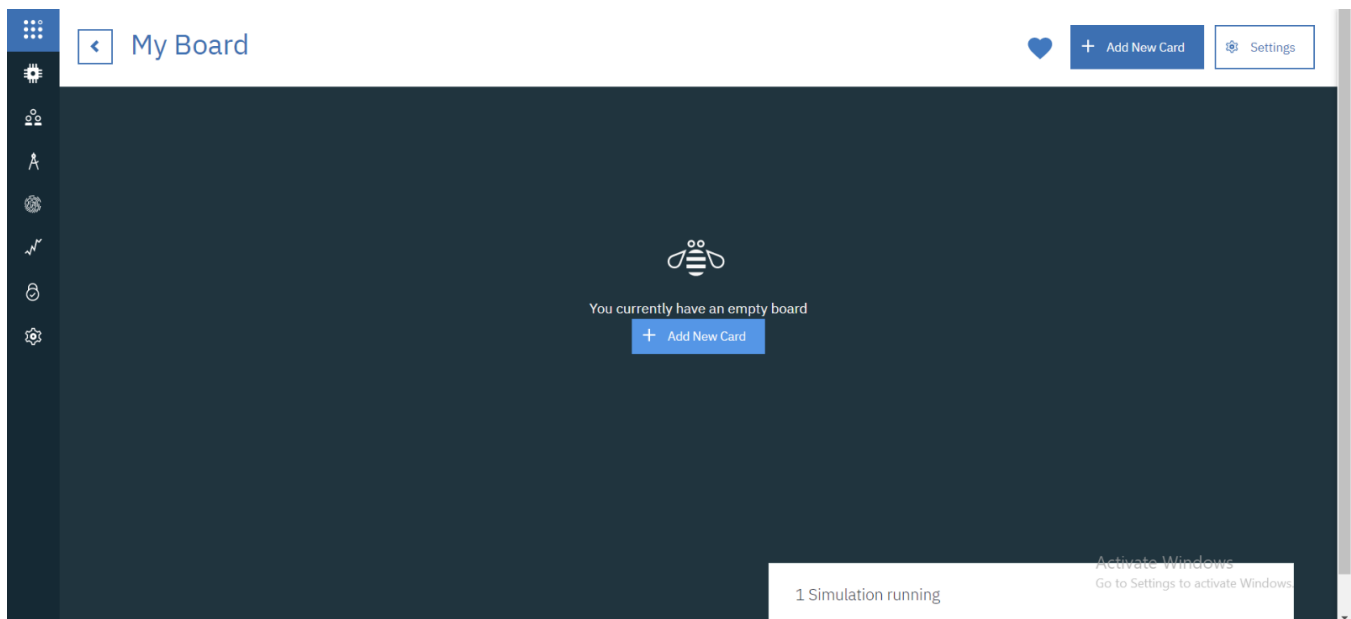 My Board
+ Add New Card
Settings
You currently have an empty board
+ Add New Card
Activate Windows
Go to Settings to activate Windows.
1 Simulation running